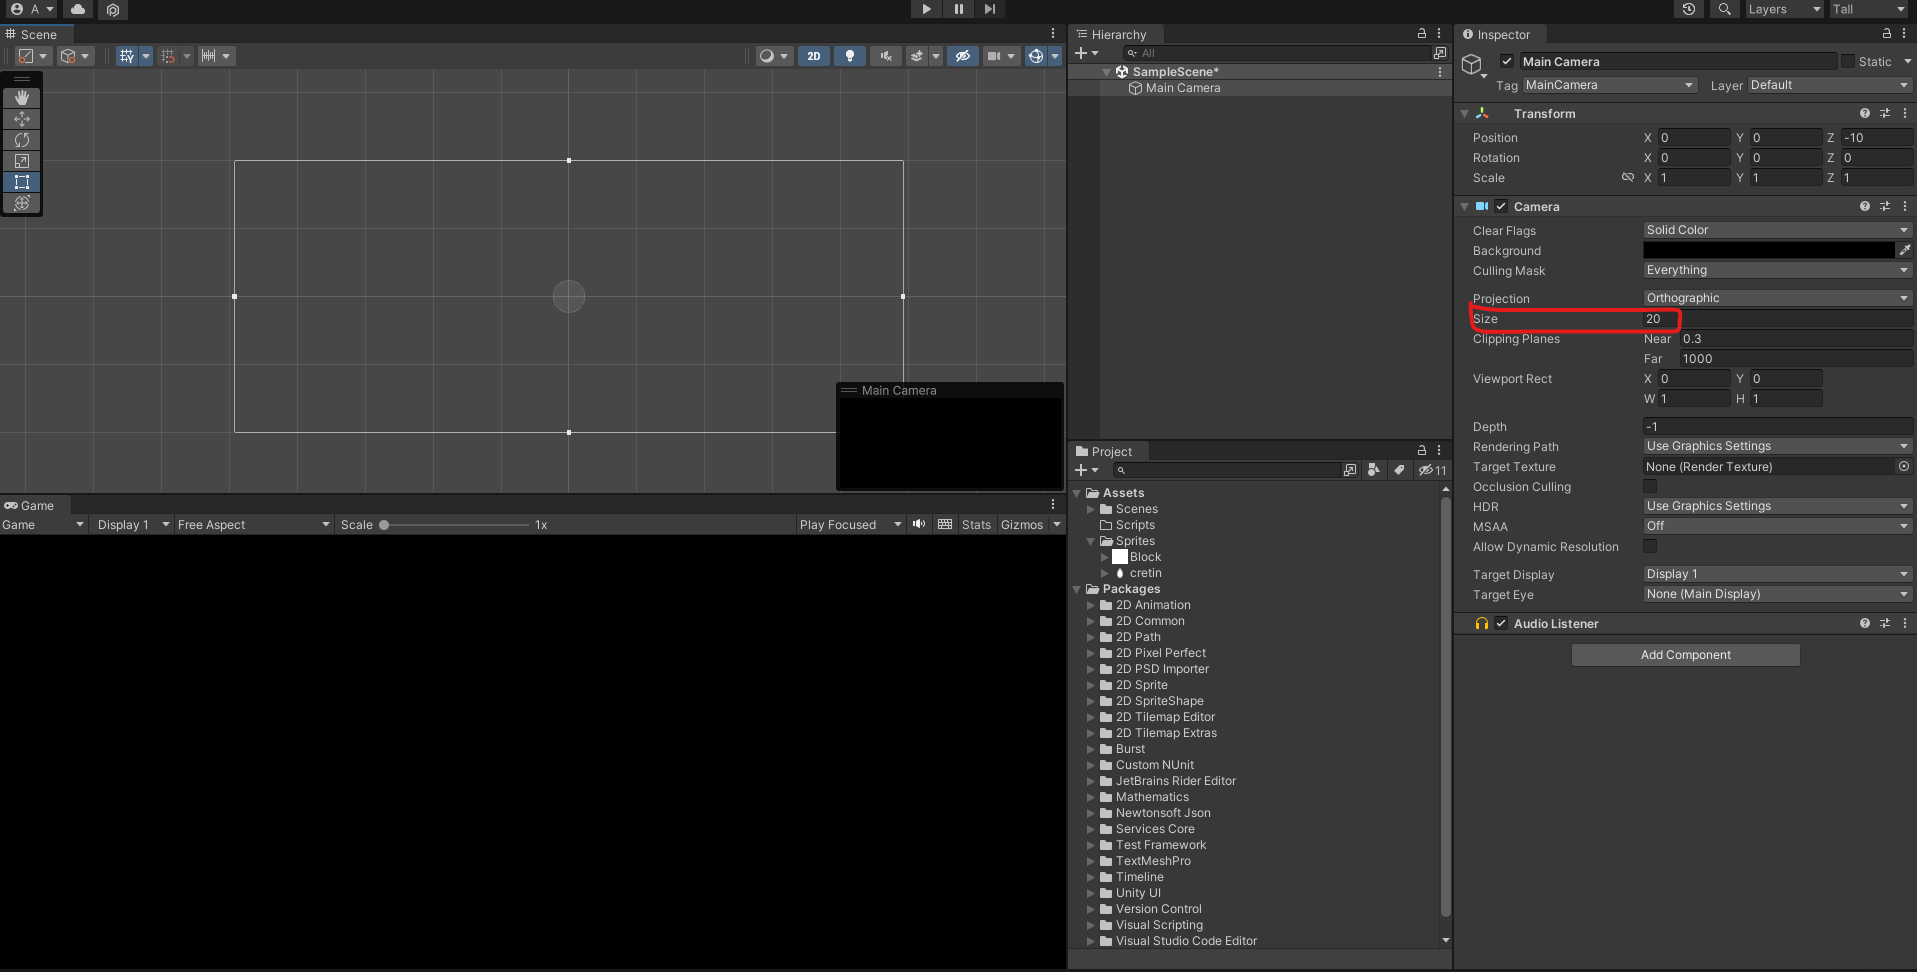 A
Layers
Tall
Scene
2D
Main Camera
Game
Game
Display 1
Free Aspect
Scale
1x
Play Focused
Stats
Gizmos
Hierarchy
All
SampleScene*
Main Camera
Project
11
Assets
Scenes
Scripts
Sprites
Block
cretin
Packages
2D Animation
2D Common
2D Path
2D Pixel Perfect
2D PSD Importer
2D Sprite
2D SpriteShape
2D Tilemap Editor
2D Tilemap Extras
Burst
Custom NUnit
JetBrains Rider Editor
Mathematics
Newtonsoft Json
Services Core
Test Framework
TextMeshPro
Timeline
Unity UI
Version Control
Visual Scripting
Visual Studio Code Editor
Inspector
Main Camera
Static
Tag MainCamera
Layer Default
Transform
Position X 0 Y 0 Z -10
Rotation X 0 Y 0 Z 0
Scale X 1 Y 1 Z 1
Camera
Clear Flags Solid Color
Background
Culling Mask Everything
Projection Orthographic
Size 20
Clipping Planes Near 0.3
Far 1000
Viewport Rect X 0 Y 0
W 1 H 1
Depth -1
Rendering Path Use Graphics Settings
Target Texture None (Render Texture)
Occlusion Culling
HDR Use Graphics Settings
MSAA Off
Allow Dynamic Resolution
Target Display Display 1
Target Eye None (Main Display)
Audio Listener
Add Component